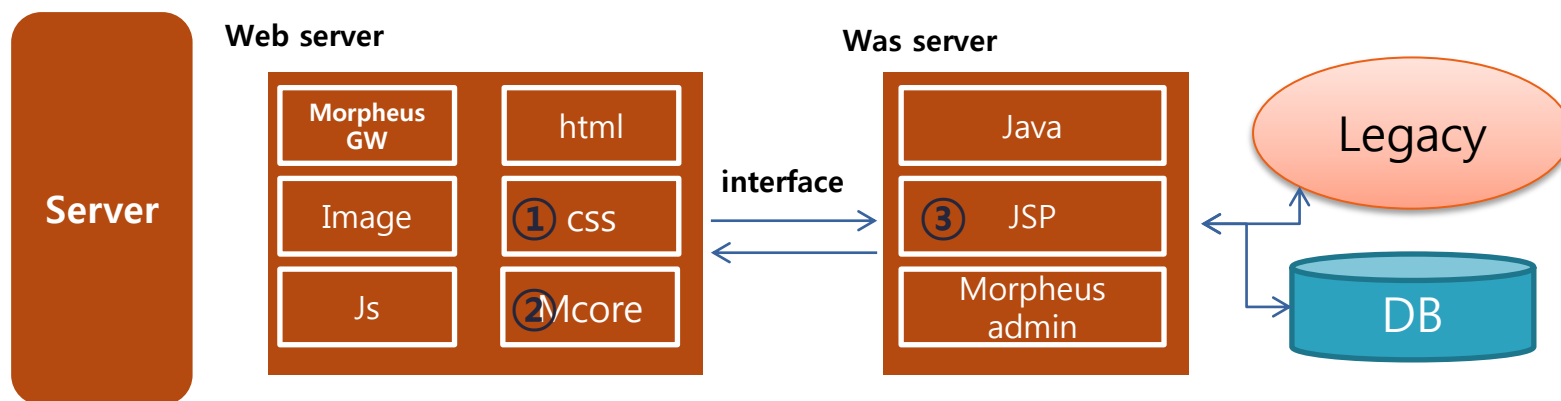 Server
Web server
Morpheus
GW
html
Image
① css
Js
② Mcore
interface
Was server
Java
③ JSP
Morpheus
admin
Legacy
DB